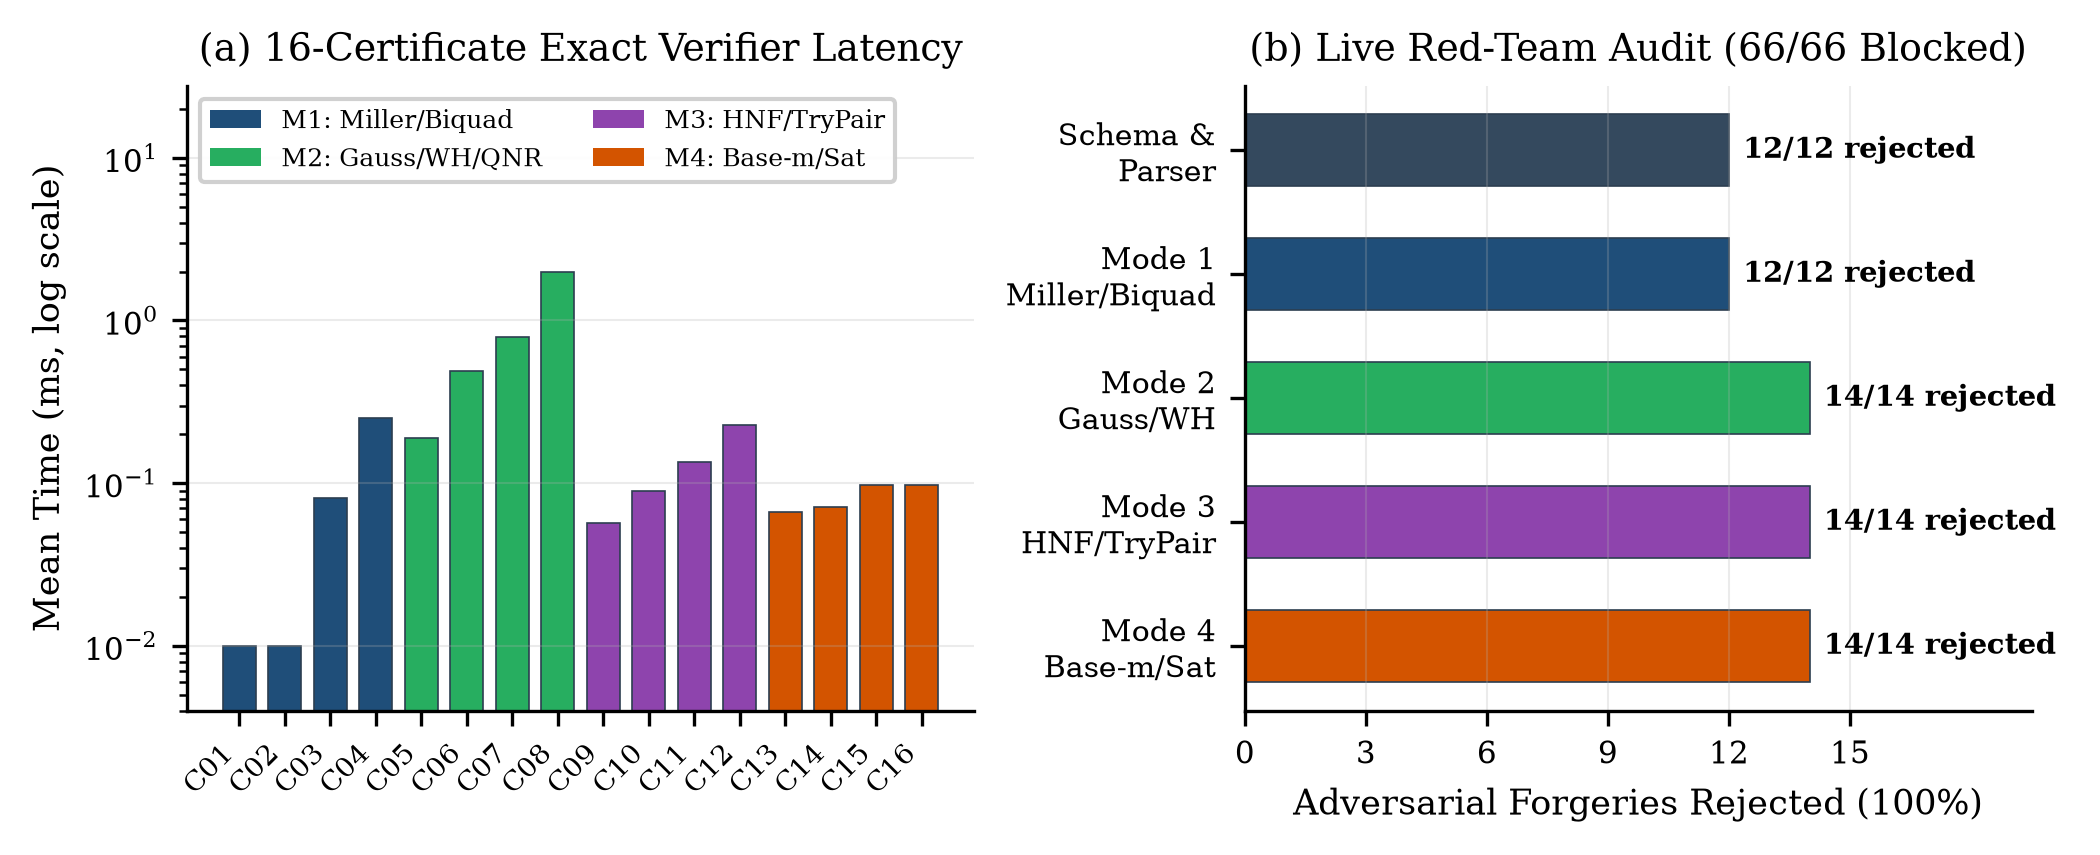 (a) 16-Certificate Exact Verifier Latency
M1: Miller/Biquad
M2: Gauss/WH/QNR
M3: HNF/TryPair
M4: Base-m/Sat
Mean Time (ms, log scale)
10¹
10⁰
10⁻¹
10⁻²
C01
C02
C03
C04
C05
C06
C07
C08
C09
C10
C11
C12
C13
C14
C15
C16
(b) Live Red-Team Audit (66/66 Blocked)
Schema &
Parser
12/12 rejected
Mode 1
Miller/Biquad
12/12 rejected
Mode 2
Gauss/WH
14/14 rejected
Mode 3
HNF/TryPair
14/14 rejected
Mode 4
Base-m/Sat
14/14 rejected
0
3
6
9
12
15
Adversarial Forgeries Rejected (100%)